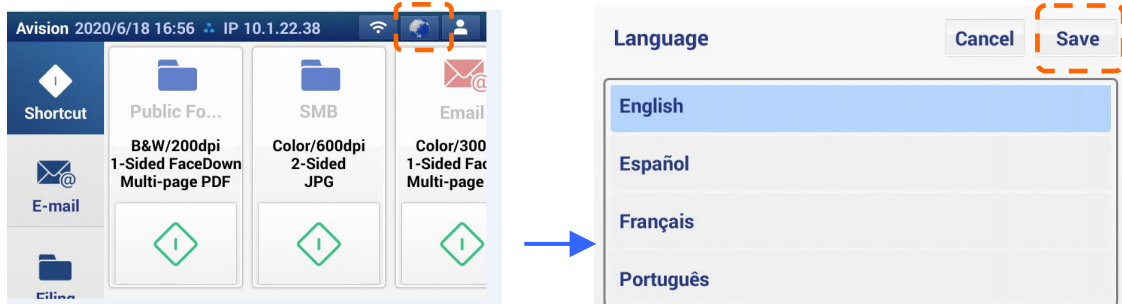 Avision 2020/6/18 16:56 IP 10.1.22.38
Shortcut
E-mail
Filing
Public Fo...
B&W/200dpi
1-Sided FaceDown
Multi-page PDF
SMB
Color/600dpi
2-Sided
JPG
Email
Color/300
1-Sided Fac
Multi-page
Language
Cancel
Save
English
Español
Français
Português